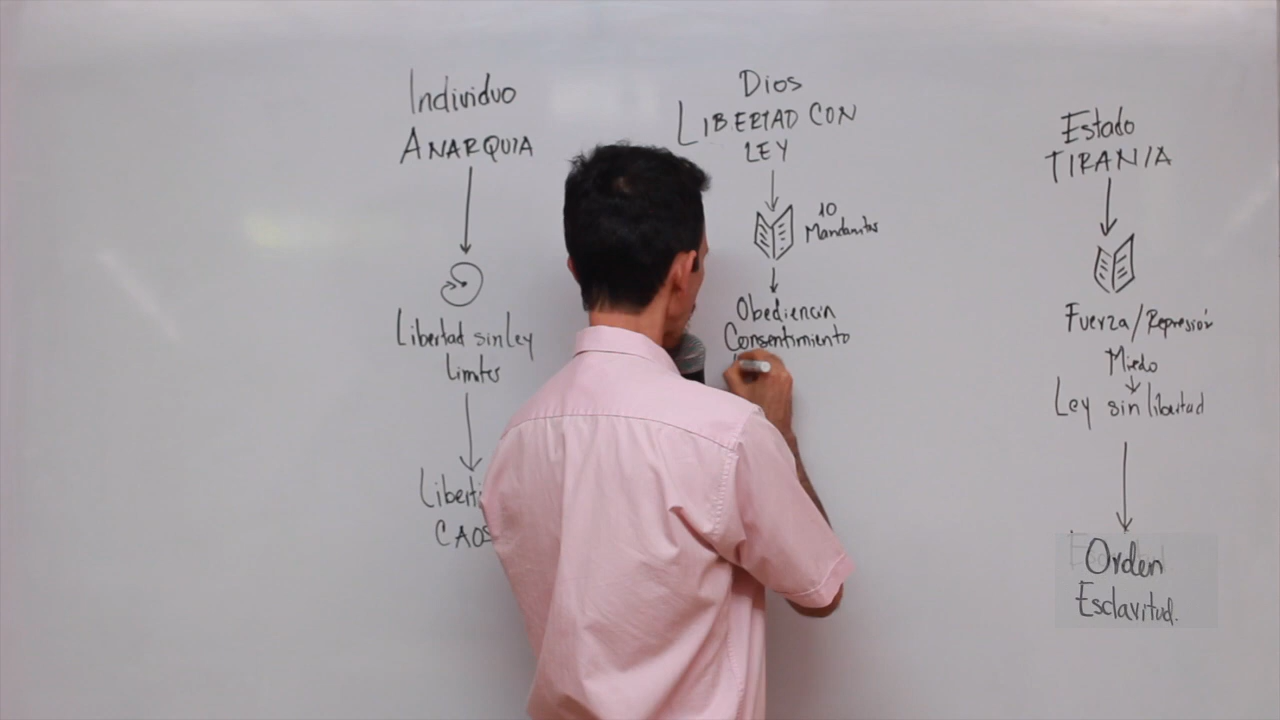 Individuo
ANARQUIA
Libertad sin Ley
Limites
CAOS
Dios
LIBERTAD CON
LEY
10
Obediencia
Consentimiento
Estado
TIRANIA
Fuerza/Represión
Miedo
Ley sin libertad
Orden
Esclavitud.